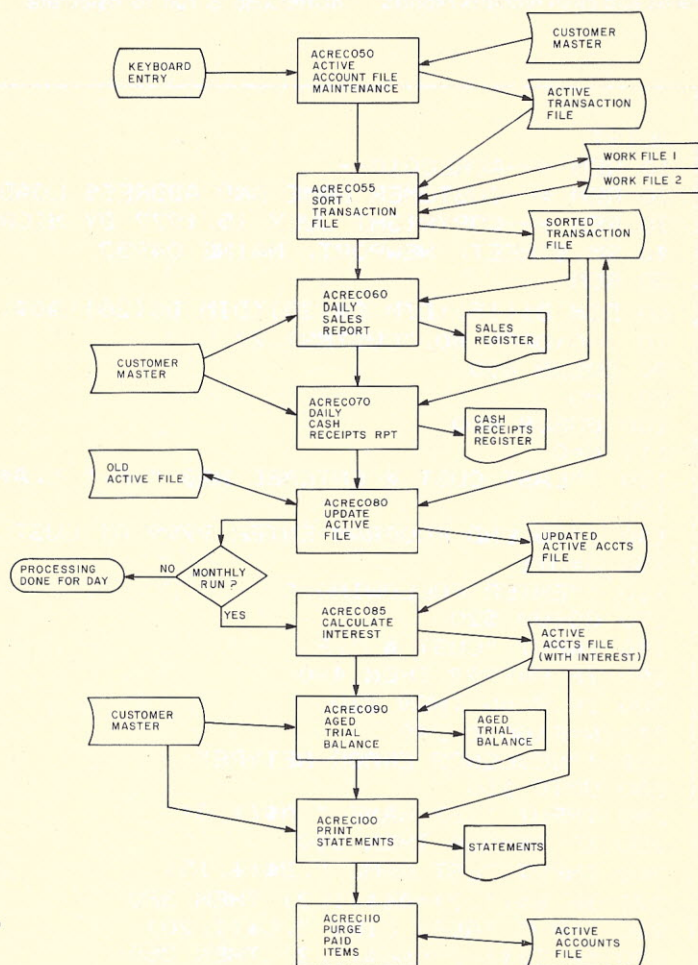 CUSTOMER
MASTER
KEYBOARD
ENTRY
ACREC050
ACTIVE
ACCOUNT FILE
MAINTENANCE
ACTIVE
TRANSACTION
FILE
WORK FILE 1
WORK FILE 2
ACREC055
SORT
TRANSACTION
FILE
SORTED
TRANSACTION
FILE
ACREC060
DAILY
SALES
REPORT
SALES
REGISTER
CUSTOMER
MASTER
ACREC070
DAILY
CASH
RECEIPTS RPT
CASH
RECEIPTS
REGISTER
OLD
ACTIVE FILE
ACREC080
UPDATE
ACTIVE
FILE
UPDATED
ACTIVE ACCTS
FILE
PROCESSING
DONE FOR DAY
NO
MONTHLY
RUN ?
YES
ACREC085
CALCULATE
INTEREST
ACTIVE
ACCTS FILE
(WITH INTEREST)
CUSTOMER
MASTER
ACREC090
AGED
TRIAL
BALANCE
AGED
TRIAL
BALANCE
ACREC100
PRINT
STATEMENTS
STATEMENTS
ACREC110
PURGE
PAID
ITEMS
ACTIVE
ACCOUNTS
FILE